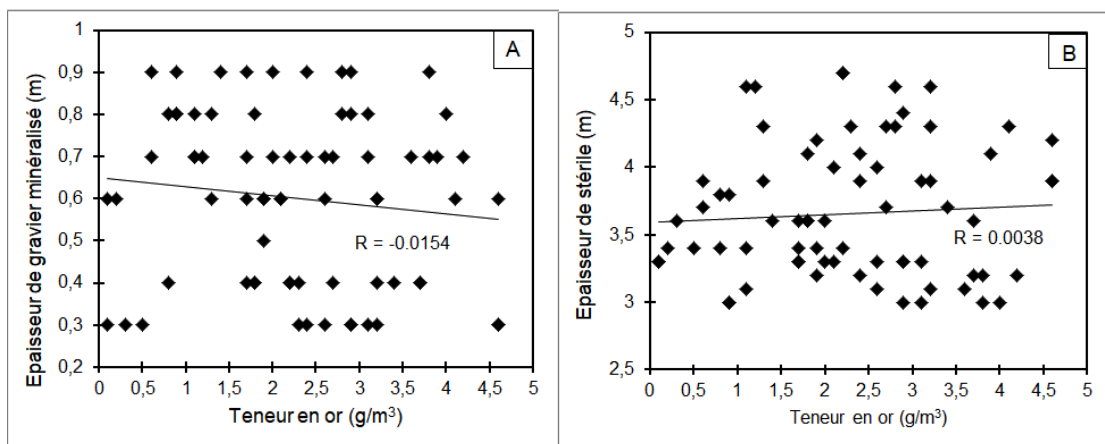 A
Epaisseur de gravier minéralisé (m)
1
0,9
0,8
0,7
0,6
0,5
0,4
0,3
0,2
R = -0.0154
0 0,5 1 1,5 2 2,5 3 3,5 4 4,5 5
Teneur en or (g/m³)
B
Epaisseur de stérile (m)
5
4,5
4
3,5
3
2,5
R = 0.0038
0 0,5 1 1,5 2 2,5 3 3,5 4 4,5 5
Teneur en or (g/m³)